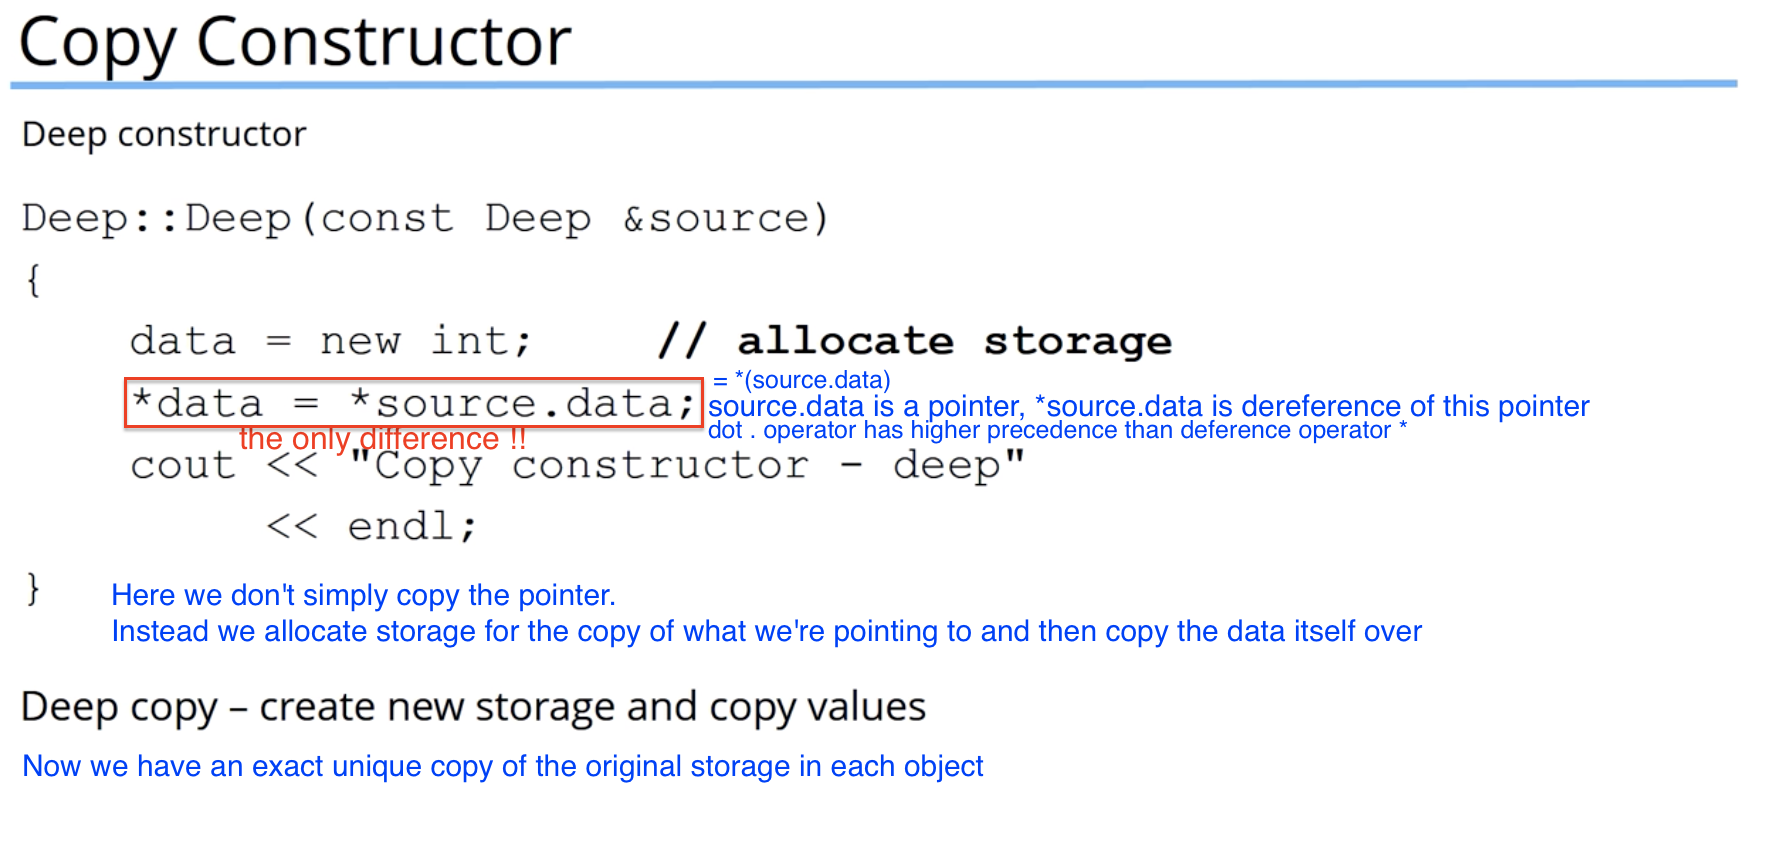 Copy Constructor
Deep constructor
Deep::Deep(const Deep &source)
{
data = new int; // allocate storage
= *(source.data)
*data = *source.data; source.data is a pointer, *source.data is dereference of this pointer
dot . operator has higher precedence than deference operator *
the only difference !!
cout << "Copy constructor - deep"
<< endl;
}
Here we don't simply copy the pointer.
Instead we allocate storage for the copy of what we're pointing to and then copy the data itself over
Deep copy – create new storage and copy values
Now we have an exact unique copy of the original storage in each object